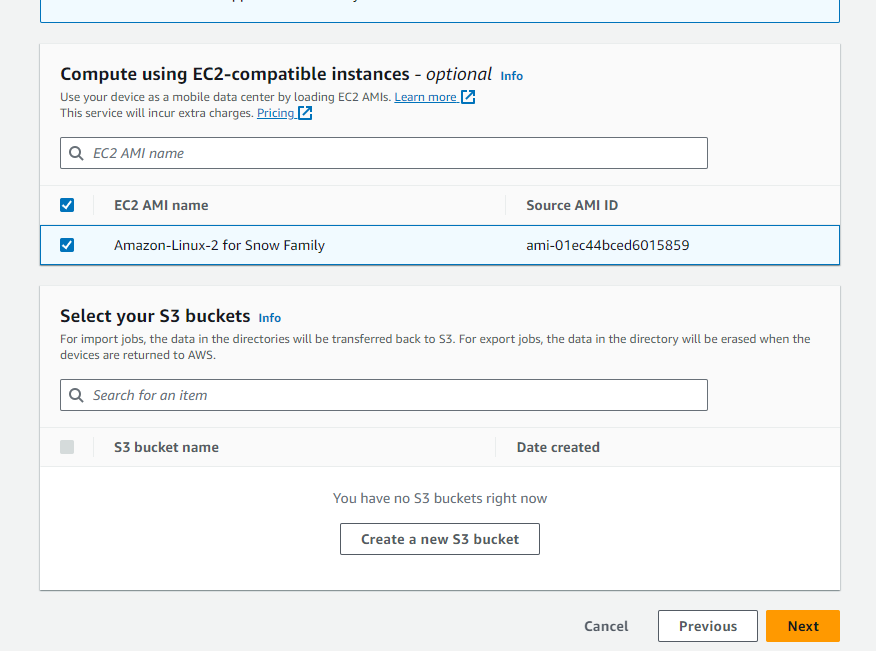 Compute using EC2-compatible instances - optional Info
Use your device as a mobile data center by loading EC2 AMIs. Learn more
This service will incur extra charges. Pricing
EC2 AMI name
EC2 AMI name Source AMI ID
Amazon-Linux-2 for Snow Family ami-01ec44bced6015859
Select your S3 buckets Info
For import jobs, the data in the directories will be transferred back to S3. For export jobs, the data in the directory will be erased when the
devices are returned to AWS.
Search for an item
S3 bucket name Date created
You have no S3 buckets right now
Create a new S3 bucket
Cancel Previous Next